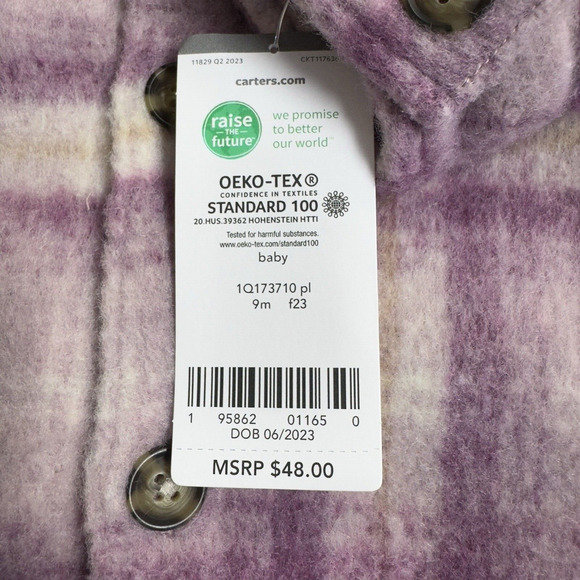 11829 Q2 2023
carters.com
raise
THE
future
we promise
to better
our world™
OEKO-TEX®
CONFIDENCE IN TEXTILES
STANDARD 100
20.HUS.39362 HOHENSTEIN HTTI
Tested for harmful substances.
www.oeko-tex.com/standard100
baby
1Q173710 pl
9m f23
1 95862 01165 0
DOB 06/2023
MSRP $48.00